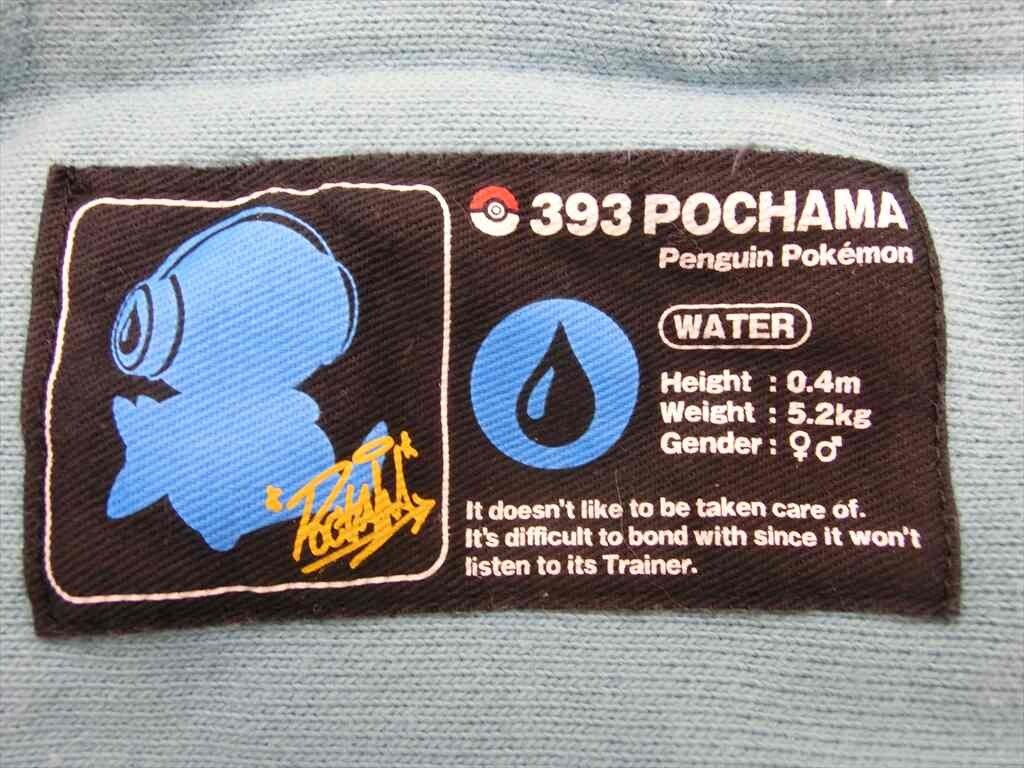 393 POCHAMA
Penguin Pokémon
WATER
Height : 0.4m
Weight : 5.2kg
Gender : ♀♂
It doesn't like to be taken care of.
It's difficult to bond with since it won't
listen to its Trainer.
Pochama